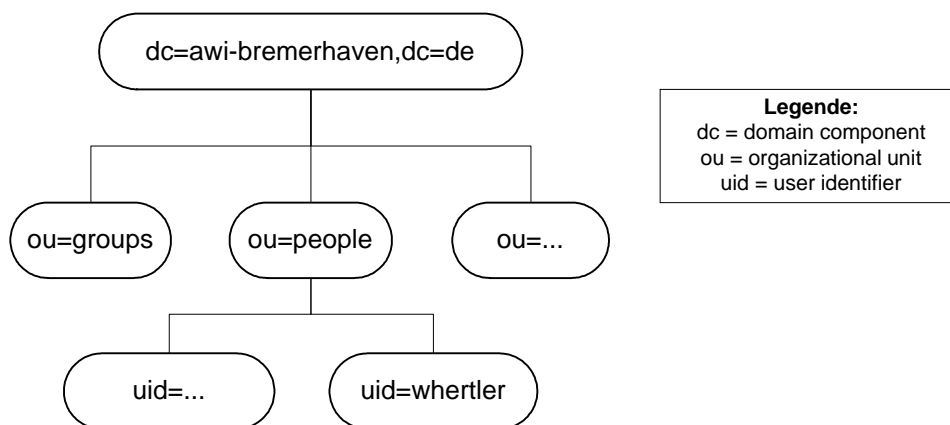 dc=awi-bremerhaven,dc=de
Legende:
dc = domain component
ou = organizational unit
uid = user identifier
ou=groups
ou=people
ou=...
uid=...
uid=whertler